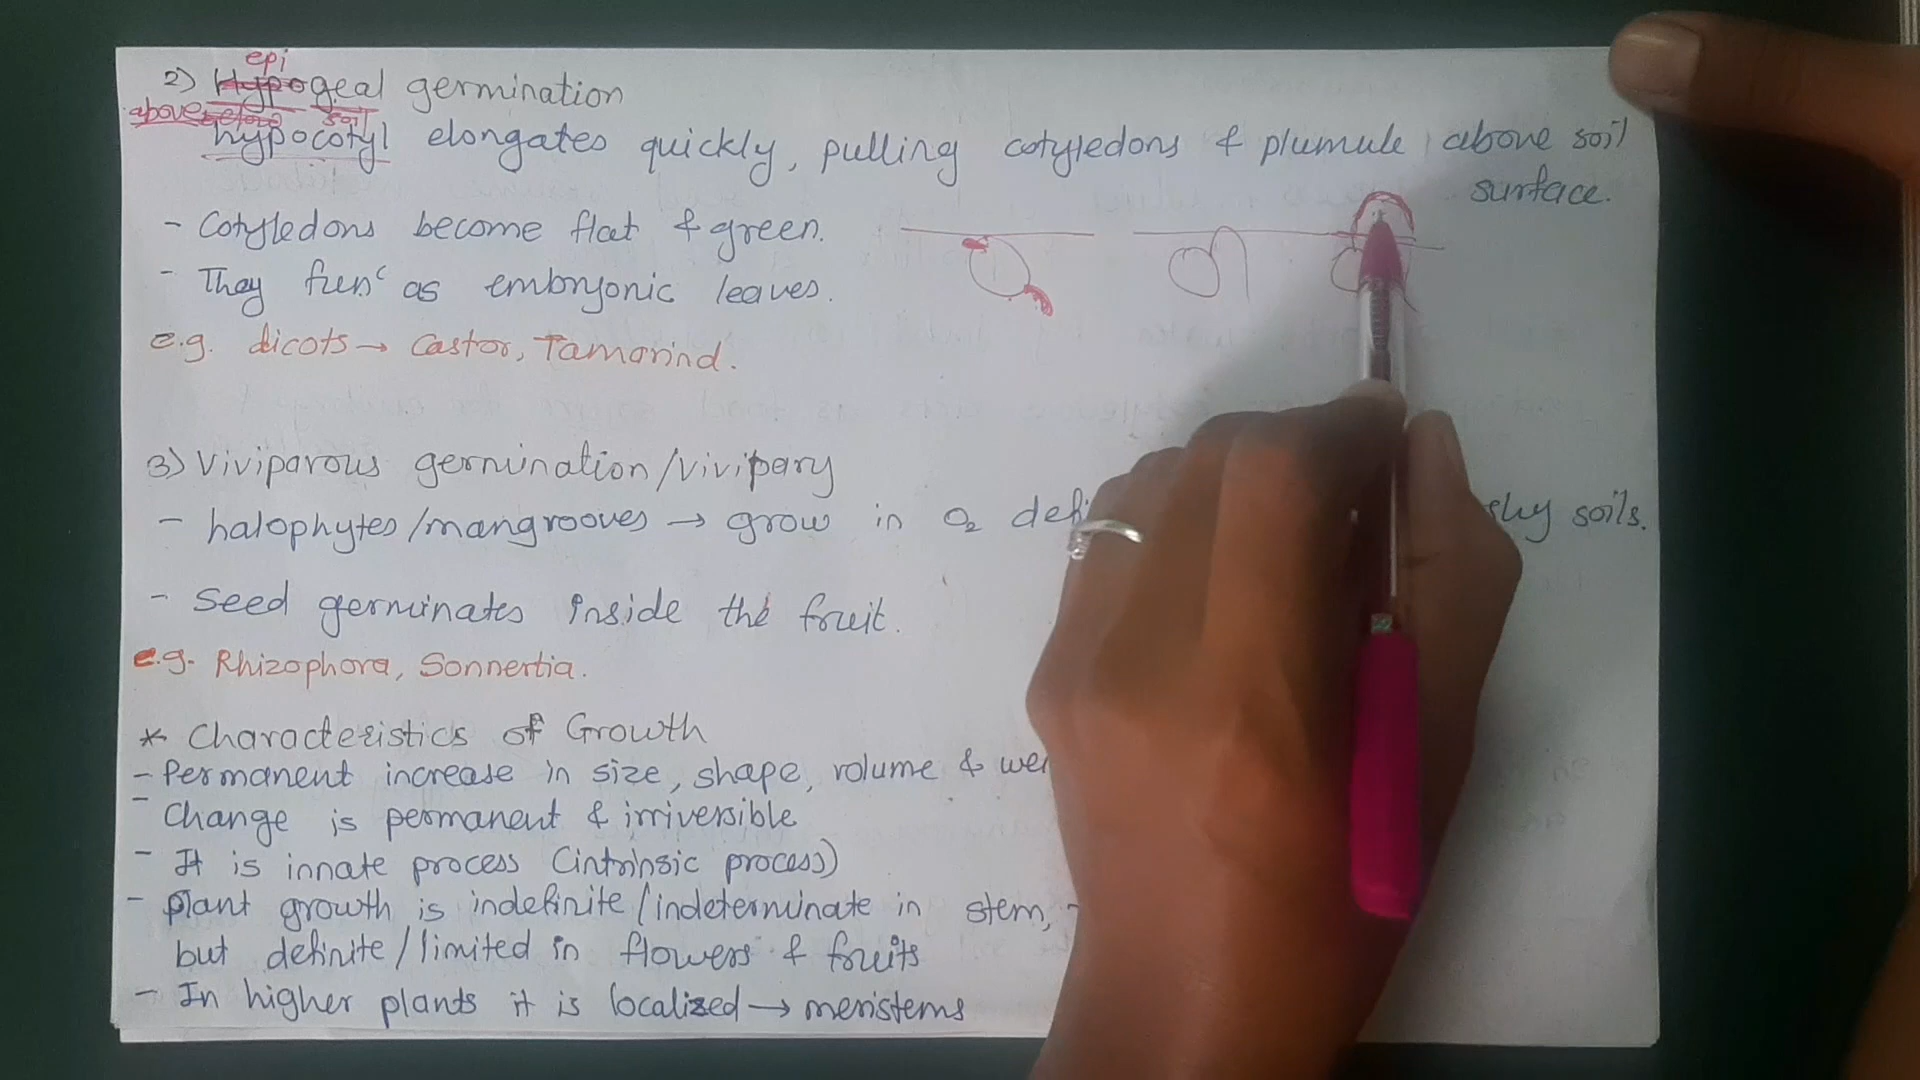 epi
2) Hypogeal germination
above below soil
hypocotyl elongates quickly, pulling cotyledons & plumule above soil
surface.
- Cotyledons become flat & green.
- They func as embryonic leaves.
e.g. dicots → Castor, Tamarind.
3) Viviparous germination/vivipary
- halophytes/mangrooves → grow in O2 defi shy soils.
- Seed germinates inside the fruit.
e.g. Rhizophora, Sonnertia.
* Characteristics of Growth
- Permanent increase in size, shape, volume & wei
- Change is permanent & irriversible
- It is innate process (intrinsic process)
- plant growth is indefinite/indeterminate in stem,
but definite/limited in flowers & fruits
- In higher plants it is localized → meristems